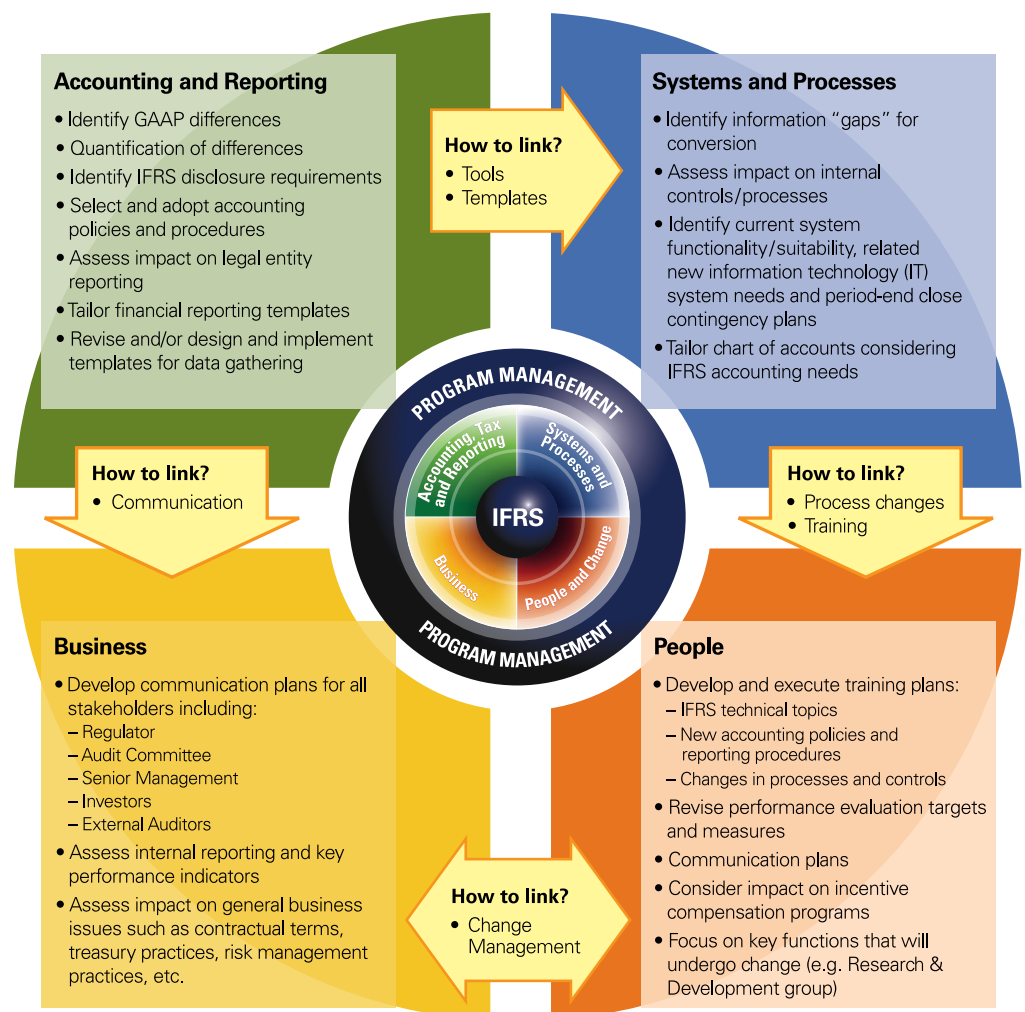 Accounting and Reporting
• Identify GAAP differences
• Quantification of differences
• Identify IFRS disclosure requirements
• Select and adopt accounting
policies and procedures
• Assess impact on legal entity
reporting
• Tailor financial reporting templates
• Revise and/or design and implement
templates for data gathering
How to link?
• Tools
• Templates
Systems and Processes
• Identify information “gaps” for
conversion
• Assess impact on internal
controls/processes
• Identify current system
functionality/suitability, related
new information technology (IT)
system needs and period-end close
contingency plans
• Tailor chart of accounts considering
IFRS accounting needs
How to link?
• Communication
PROGRAM MANAGEMENT
Accounting, Tax
and Reporting
Systems and
Processes
IFRS
Business
People and Change
PROGRAM MANAGEMENT
How to link?
• Process changes
• Training
Business
• Develop communication plans for all
stakeholders including:
– Regulator
– Audit Committee
– Senior Management
– Investors
– External Auditors
• Assess internal reporting and key
performance indicators
• Assess impact on general business
issues such as contractual terms,
treasury practices, risk management
practices, etc.
How to link?
• Change
Management
People
• Develop and execute training plans:
– IFRS technical topics
– New accounting policies and
reporting procedures
– Changes in processes and controls
• Revise performance evaluation targets
and measures
• Communication plans
• Consider impact on incentive
compensation programs
• Focus on key functions that will
undergo change (e.g. Research &
Development group)